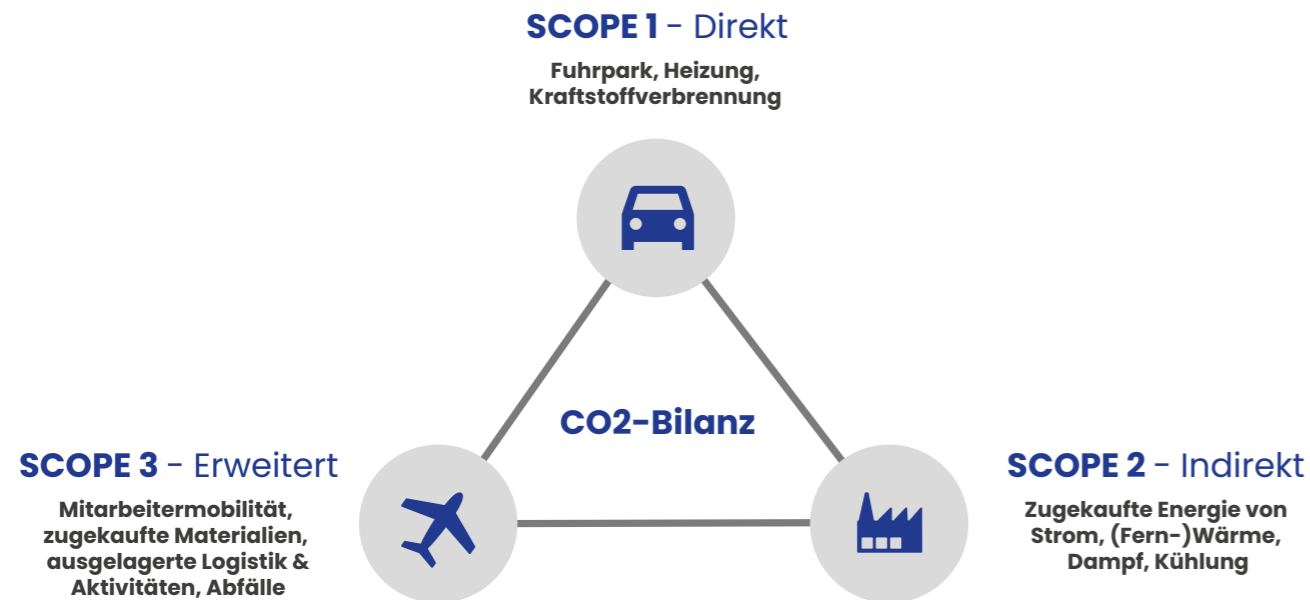 SCOPE 1 - Direkt
Fuhrpark, Heizung,
Kraftstoffverbrennung
CO2-Bilanz
SCOPE 3 - Erweitert
Mitarbeitermobilität,
zugekaufte Materialien,
ausgelagerte Logistik &
Aktivitäten, Abfälle
SCOPE 2 - Indirekt
Zugekaufte Energie von
Strom, (Fern-)Wärme,
Dampf, Kühlung